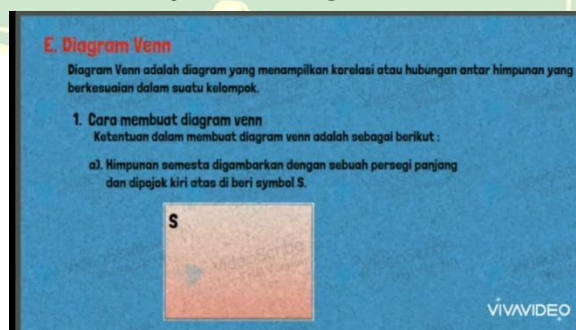 E. Diagram Venn
Diagram Venn adalah diagram yang menampilkan korelasi atau hubungan antar himpunan yang
berkesuaian dalam suatu kelompok.
1. Cara membuat diagram venn
Ketentuan dalam membuat diagram venn adalah sebagai berikut :
a). Himpunan semesta digambarkan dengan sebuah persegi panjang
dan dipojok kiri atas di beri symbol S.
S
VIVAVIDEO